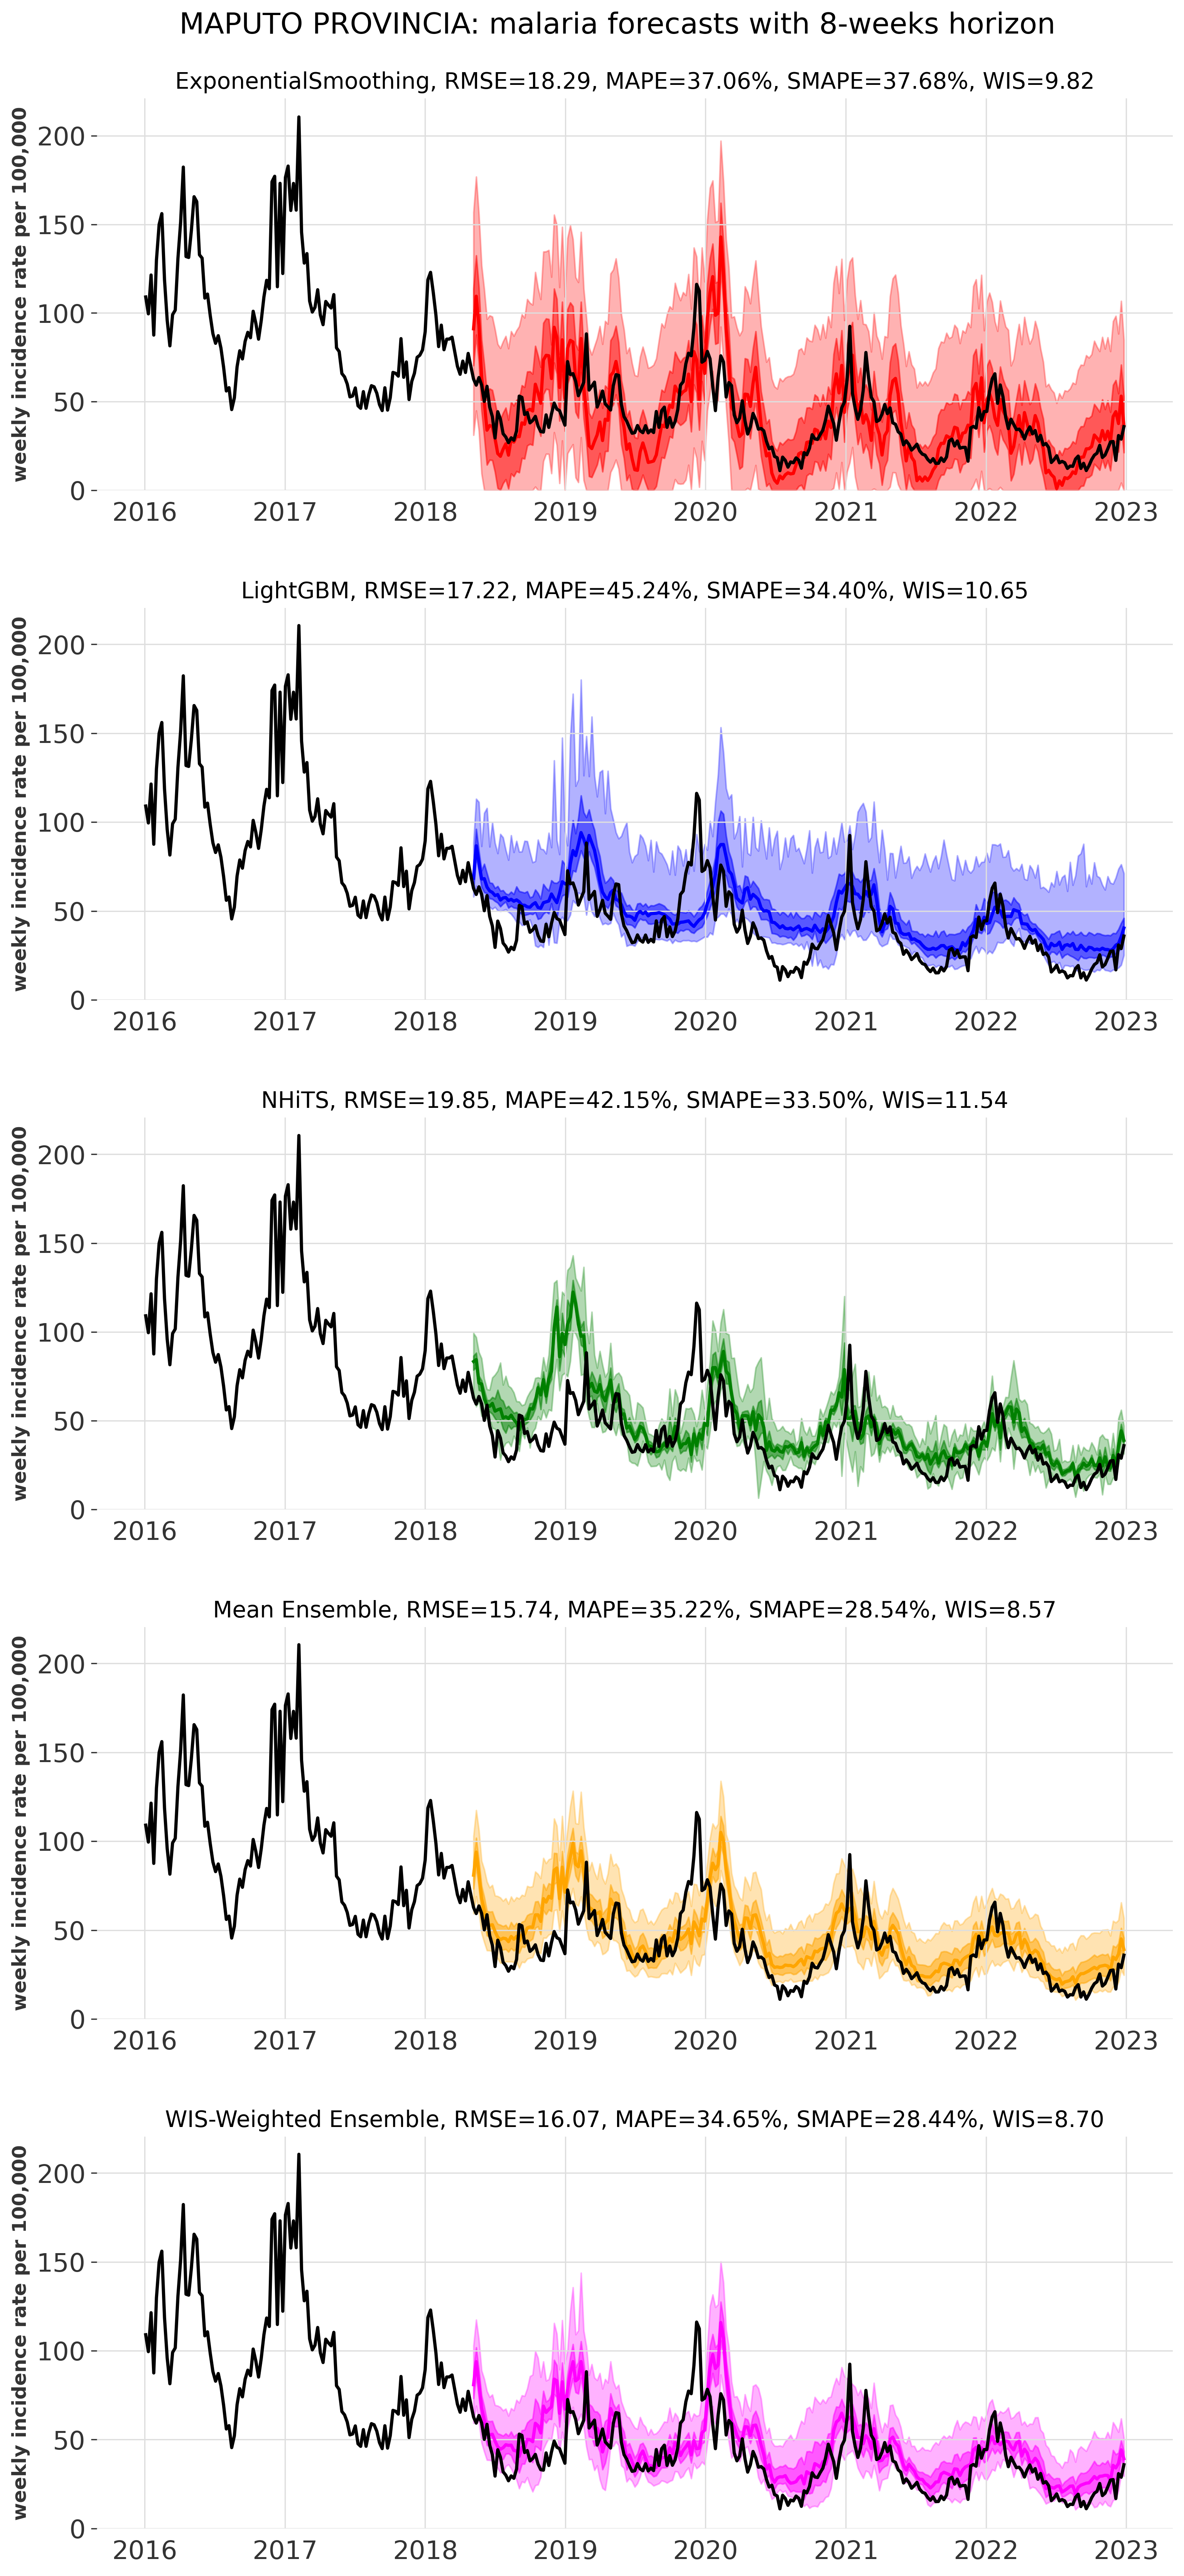 MAPUTO PROVINCIA: malaria forecasts with 8-weeks horizon
ExponentialSmoothing, RMSE=18.29, MAPE=37.06%, SMAPE=37.68%, WIS=9.82
weekly incidence rate per 100,000
200
150
100
50
0
2016 2017 2018 2019 2020 2021 2022 2023
LightGBM, RMSE=17.22, MAPE=45.24%, SMAPE=34.40%, WIS=10.65
weekly incidence rate per 100,000
200
150
100
50
0
2016 2017 2018 2019 2020 2021 2022 2023
NHiTS, RMSE=19.85, MAPE=42.15%, SMAPE=33.50%, WIS=11.54
weekly incidence rate per 100,000
200
150
100
50
0
2016 2017 2018 2019 2020 2021 2022 2023
Mean Ensemble, RMSE=15.74, MAPE=35.22%, SMAPE=28.54%, WIS=8.57
weekly incidence rate per 100,000
200
150
100
50
0
2016 2017 2018 2019 2020 2021 2022 2023
WIS-Weighted Ensemble, RMSE=16.07, MAPE=34.65%, SMAPE=28.44%, WIS=8.70
weekly incidence rate per 100,000
200
150
100
50
0
2016 2017 2018 2019 2020 2021 2022 2023